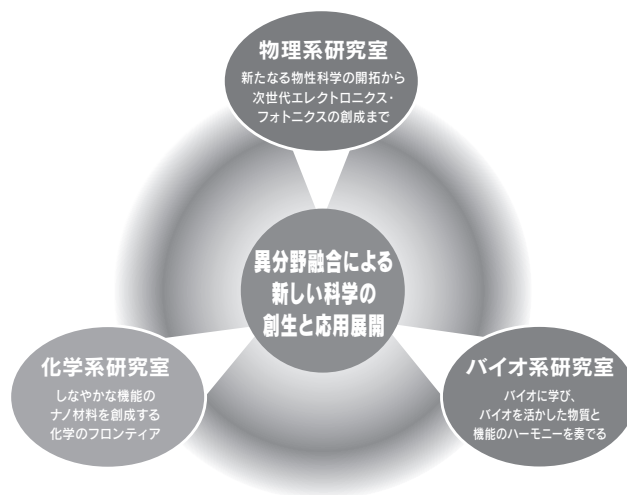 物理系研究室
新たなる物性科学の開拓から
次世代エレクトロニクス・
フォトニクスの創成まで
異分野融合による
新しい科学の
創生と応用展開
化学系研究室
しなやかな機能の
ナノ材料を創成する
化学のフロンティア
バイオ系研究室
バイオに学び、
バイオを活かした物質と
機能のハーモニーを奏でる